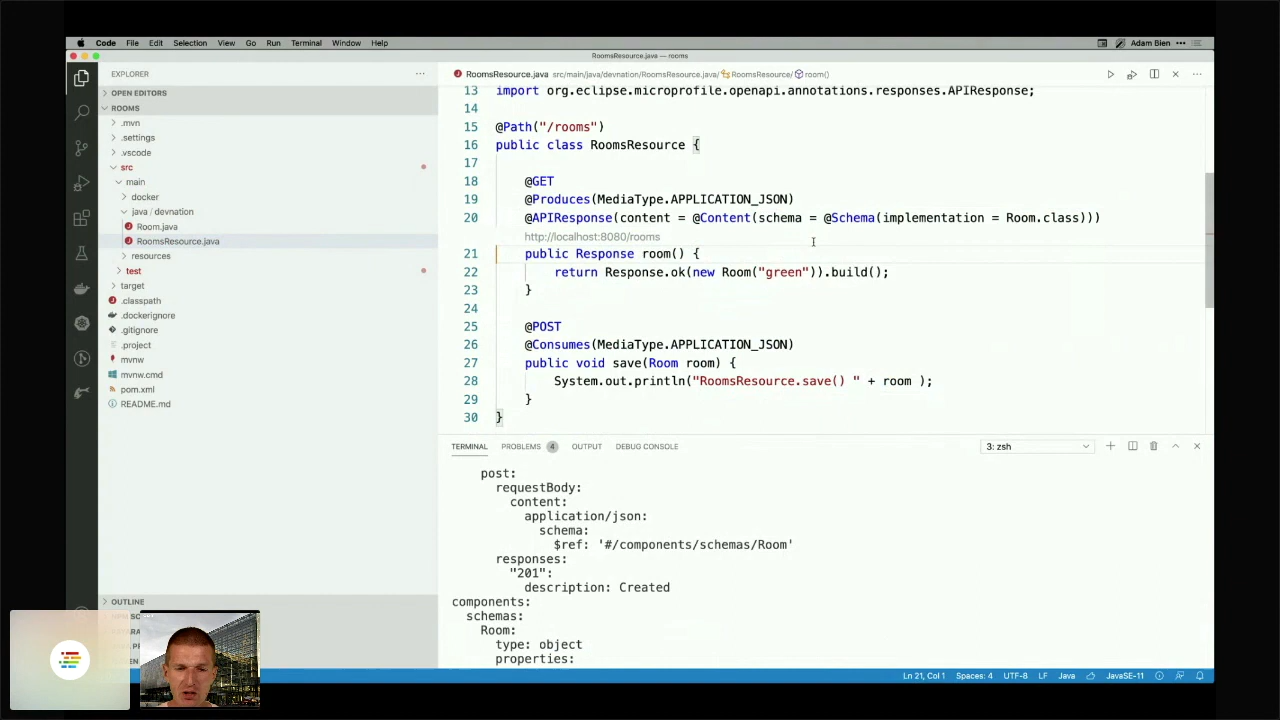 Code File Edit Selection View Go Run Terminal Window Help Adam Bien
RoomsResource.java — rooms
EXPLORER
OPEN EDITORS
ROOMS
.mvn
.settings
.vscode
src
main
docker
java / devnation
Room.java
RoomsResource.java
resources
test
target
.classpath
.dockerignore
.gitignore
.project
mvnw
mvnw.cmd
pom.xml
README.md
OUTLINE
RoomsResource.java src/main/java/devnation/RoomsResource.java/ RoomsResource/ room()
13 import org.eclipse.microprofile.openapi.annotations.responses.APIResponse;
14
15 @Path("/rooms")
16 public class RoomsResource {
17
18 @GET
19 @Produces(MediaType.APPLICATION_JSON)
20 @APIResponse(content = @Content(schema = @Schema(implementation = Room.class)))
http://localhost:8080/rooms
21 public Response room() {
22 return Response.ok(new Room("green")).build();
23 }
24
25 @POST
26 @Consumes(MediaType.APPLICATION_JSON)
27 public void save(Room room) {
28 System.out.println("RoomsResource.save() " + room );
29 }
30 }
TERMINAL PROBLEMS 4 OUTPUT DEBUG CONSOLE 3: zsh
post:
requestBody:
content:
application/json:
schema:
$ref: '#/components/schemas/Room'
responses:
"201":
description: Created
components:
schemas:
Room:
type: object
properties:
Ln 21, Col 1 Spaces: 4 UTF-8 LF Java JavaSE-11